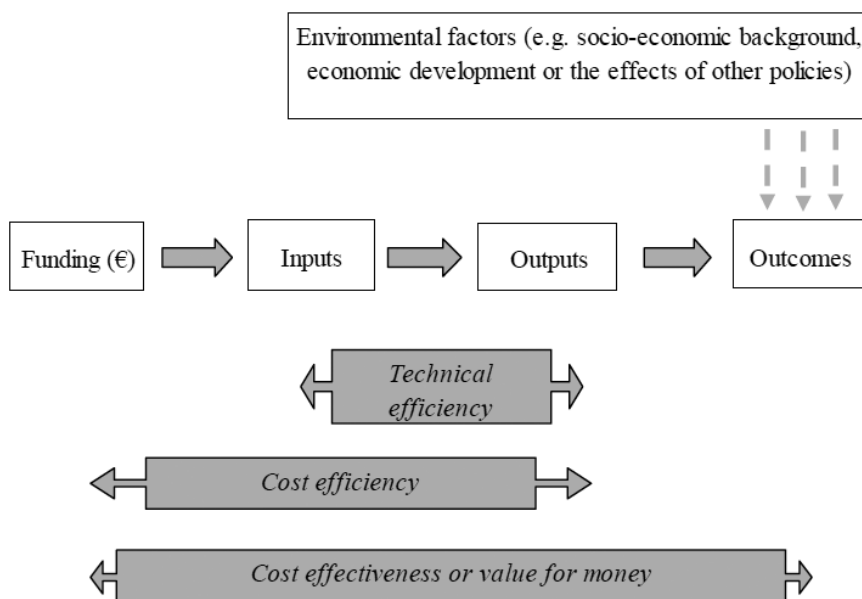 Environmental factors (e.g. socio-economic background,
economic development or the effects of other policies)
Funding (€)
Inputs
Outputs
Outcomes
Technical
efficiency
Cost efficiency
Cost effectiveness or value for money